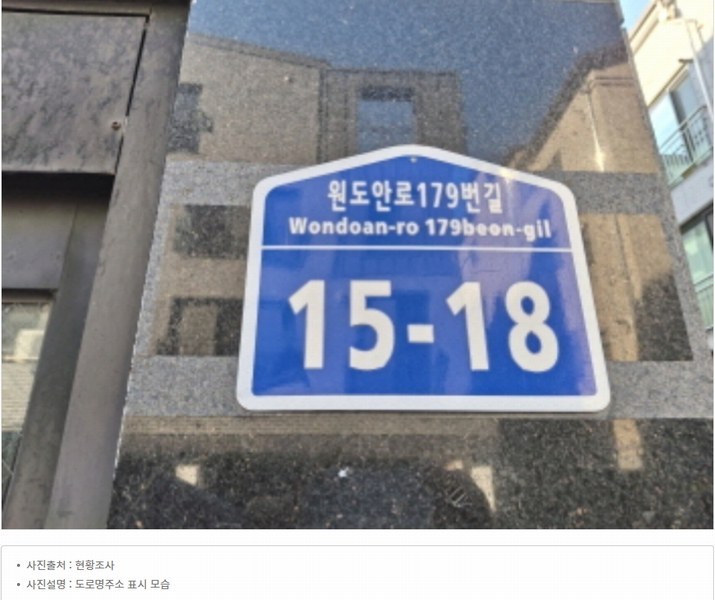 원도안로179번길
Wondoan-ro 179beon-gil
15-18
• 사진출처 : 현황조사
• 사진설명 : 도로명주소 표시 모습